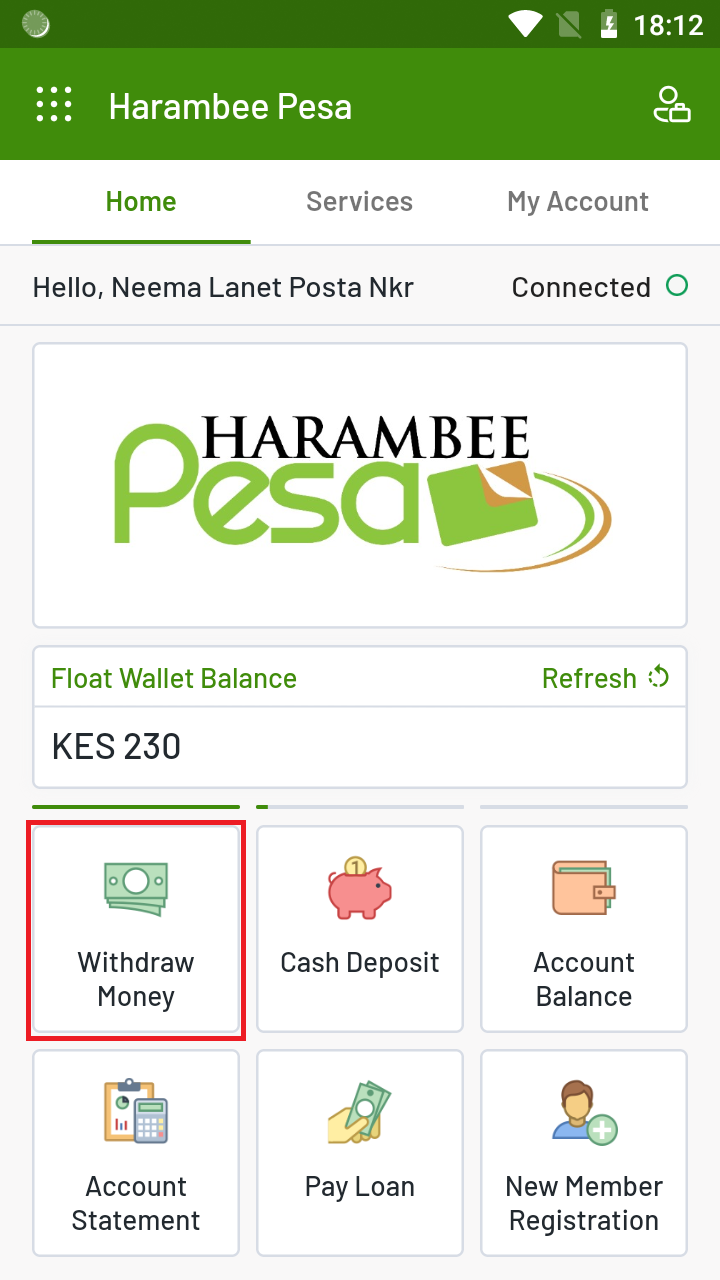 18:12
Harambee Pesa
Home Services My Account
Hello, Neema Lanet Posta Nkr Connected
HARAMBEE
Pesa
Float Wallet Balance Refresh
KES 230
1
Withdraw Money
Cash Deposit
Account Balance
Account Statement
Pay Loan
New Member Registration